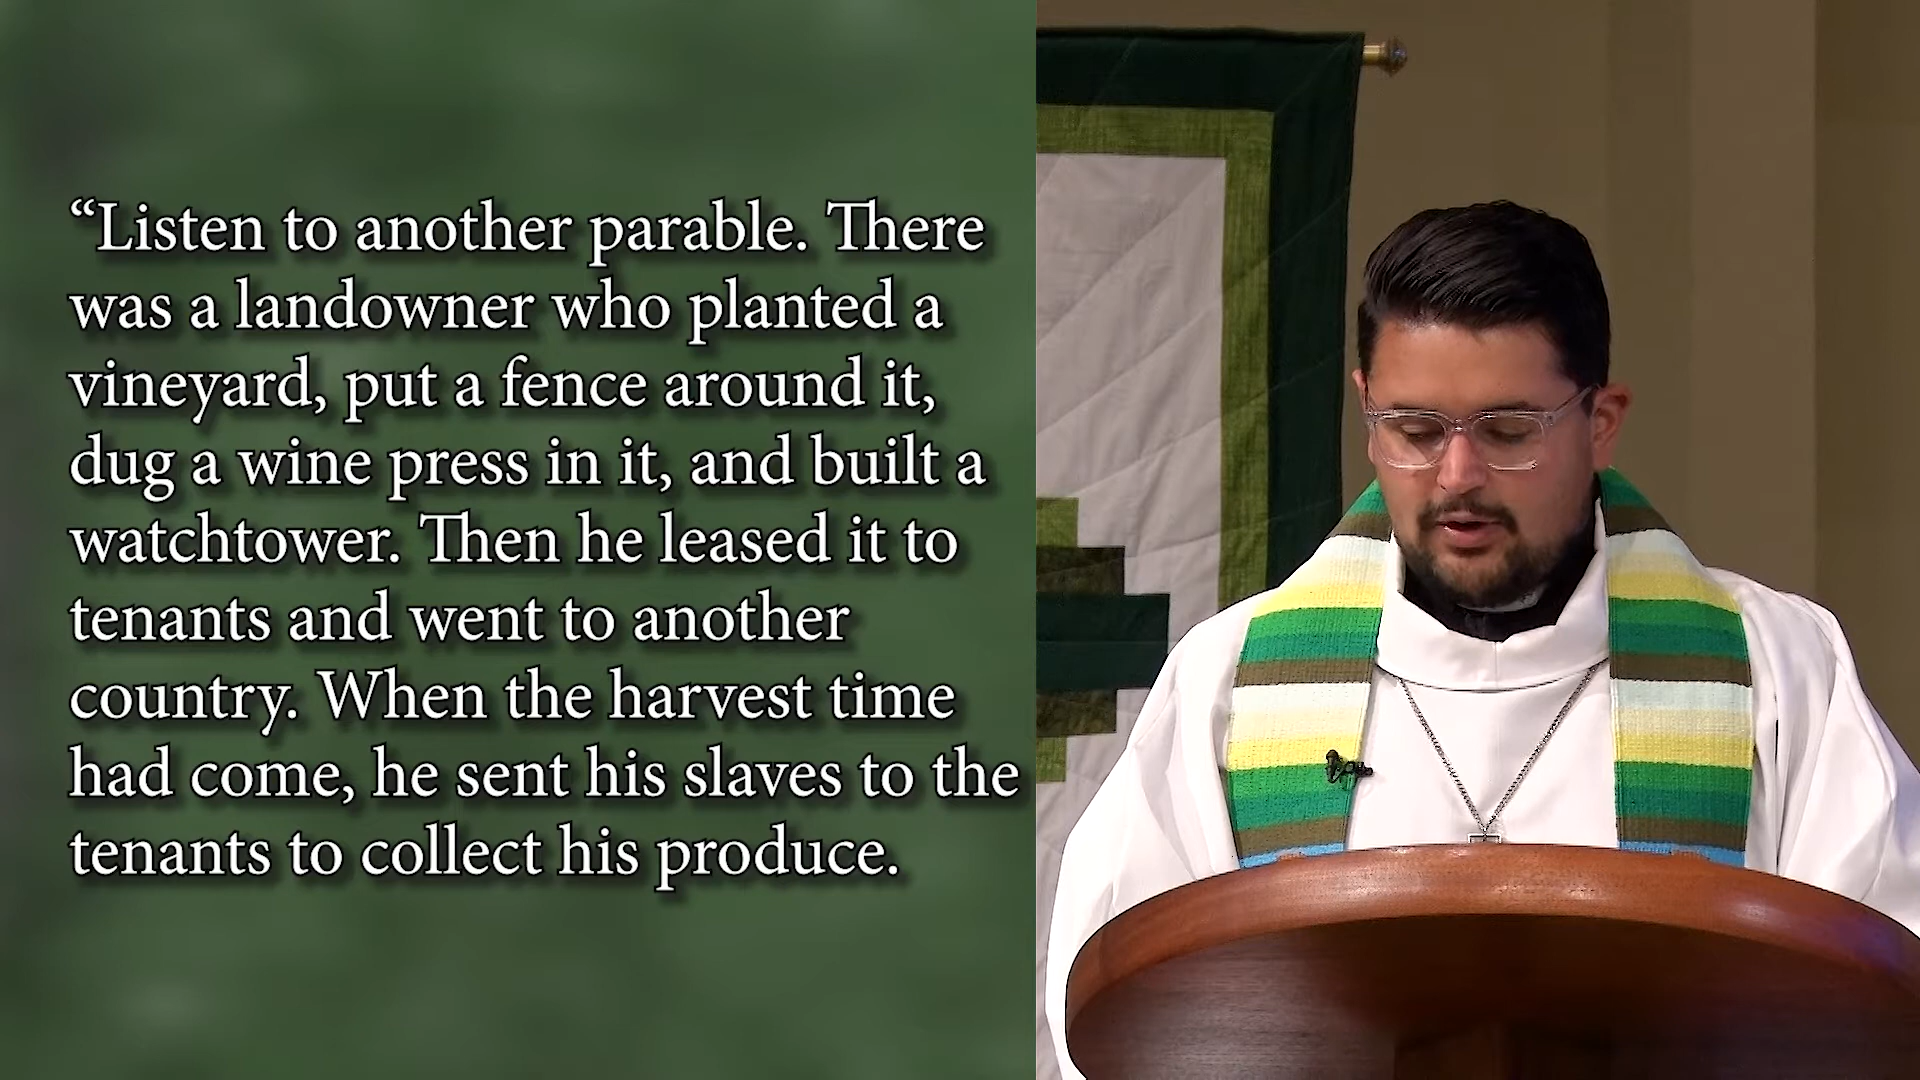 “Listen to another parable. There
was a landowner who planted a
vineyard, put a fence around it,
dug a wine press in it, and built a
watchtower. Then he leased it to
tenants and went to another
country. When the harvest time
had come, he sent his slaves to the
tenants to collect his produce.